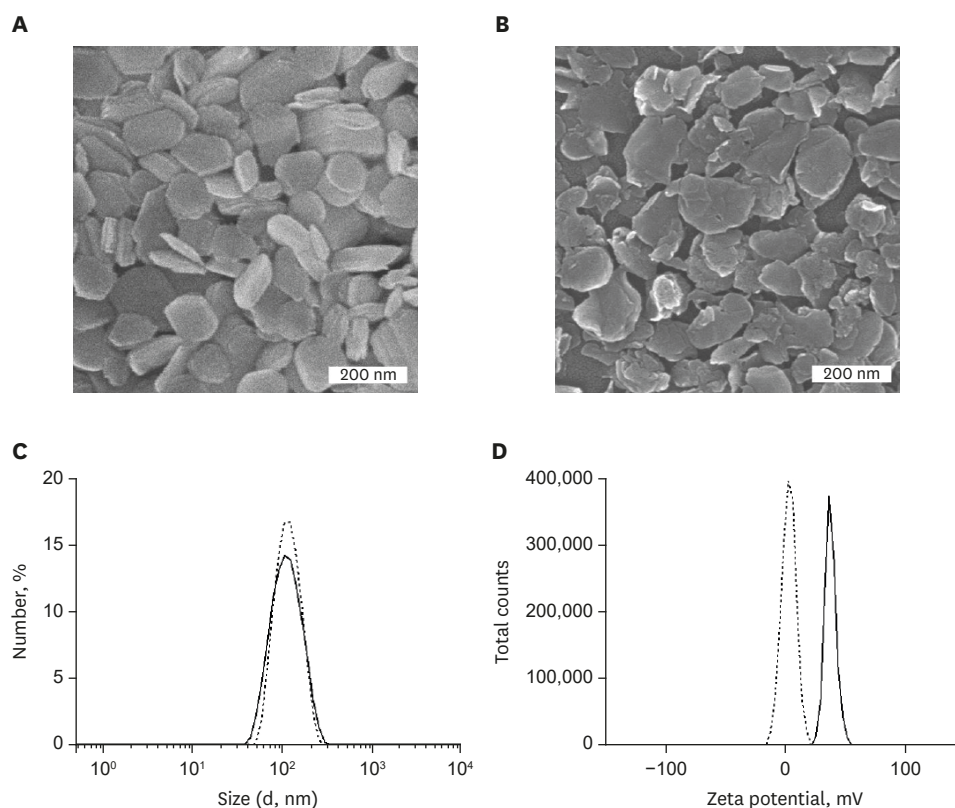 A
B
200 nm
200 nm
C
D
20
15
10
5
0
Number, %
10⁰
10¹
10²
10³
10⁴
Size (d, nm)
400,000
300,000
200,000
100,000
0
Total counts
−100
0
100
Zeta potential, mV